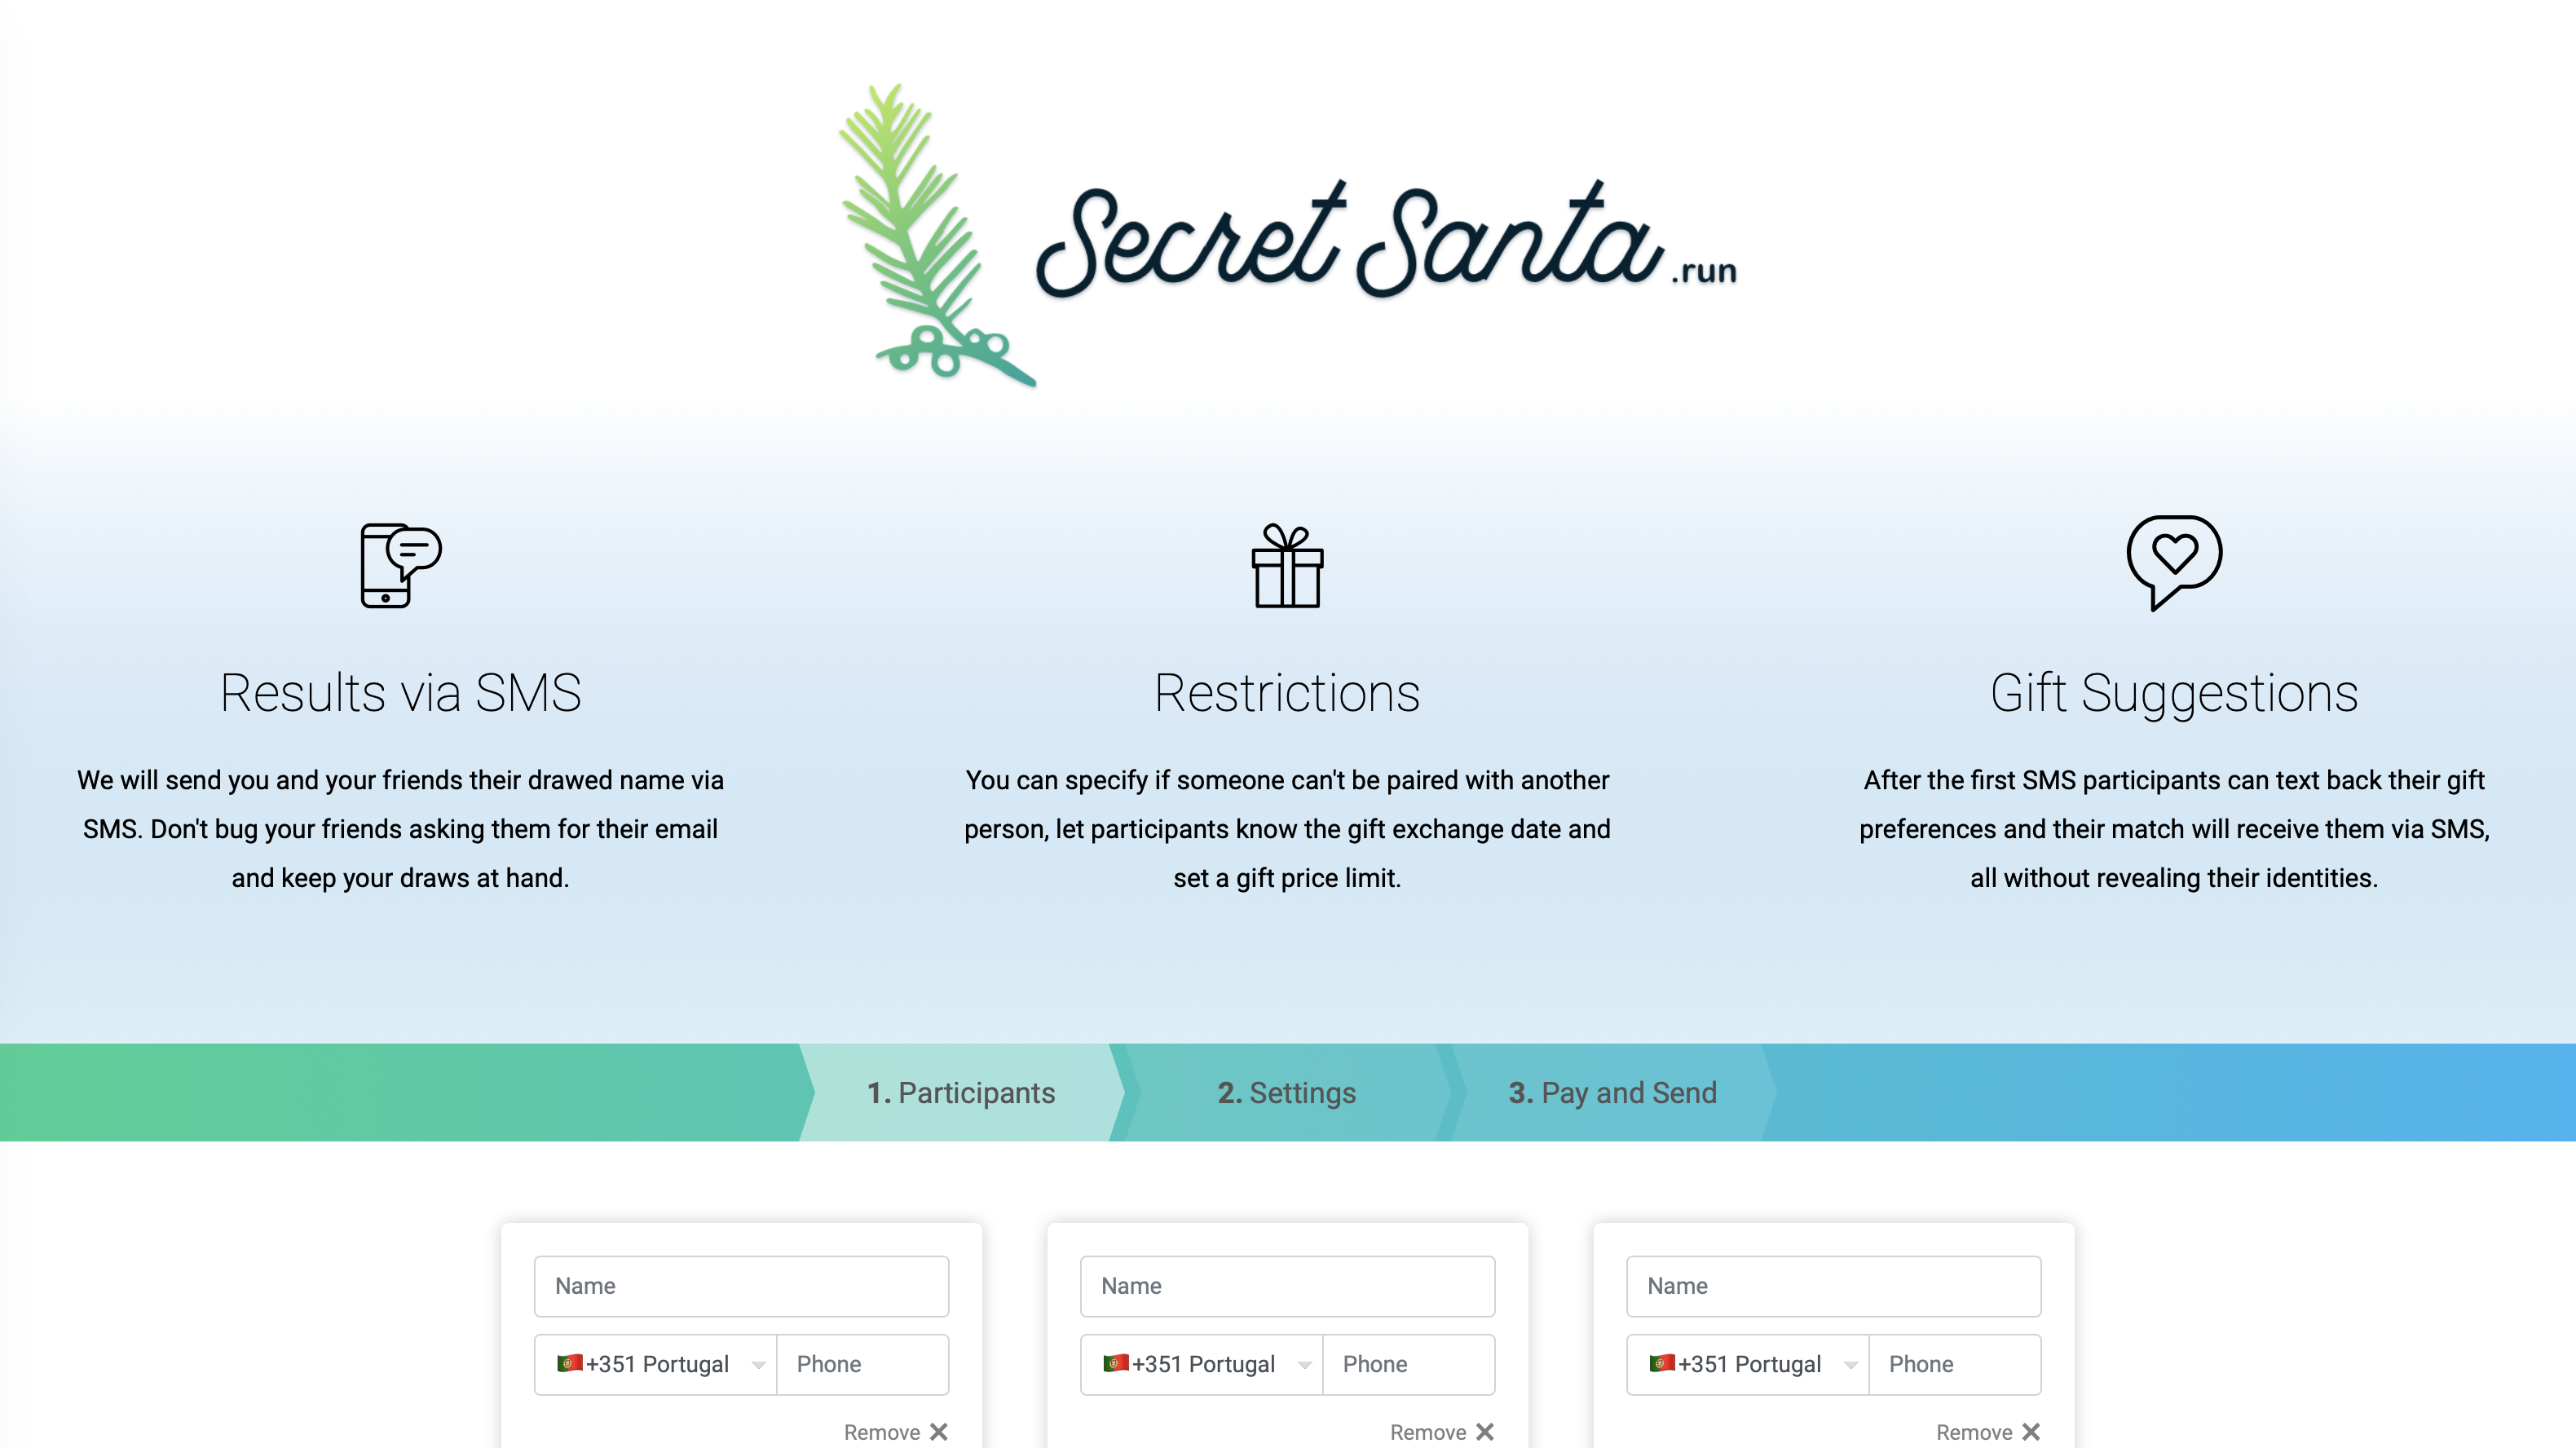 Secret Santa.run
Results via SMS
We will send you and your friends their drawed name via
SMS. Don't bug your friends asking them for their email
and keep your draws at hand.
Restrictions
You can specify if someone can't be paired with another
person, let participants know the gift exchange date and
set a gift price limit.
Gift Suggestions
After the first SMS participants can text back their gift
preferences and their match will receive them via SMS,
all without revealing their identities.
1. Participants
2. Settings
3. Pay and Send
Name
+351 Portugal
Phone
Remove
Name
+351 Portugal
Phone
Remove
Name
+351 Portugal
Phone
Remove